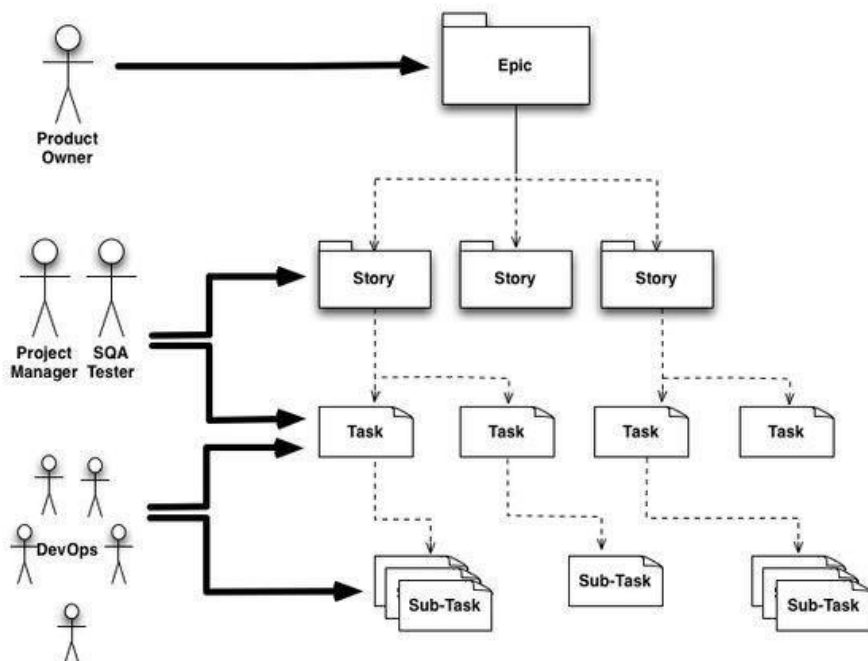 Epic
Product
Owner
Story
Story
Story
Project
Manager
SQA
Tester
Task
Task
Task
Task
DevOps
Sub-Task
Sub-Task
Sub-Task